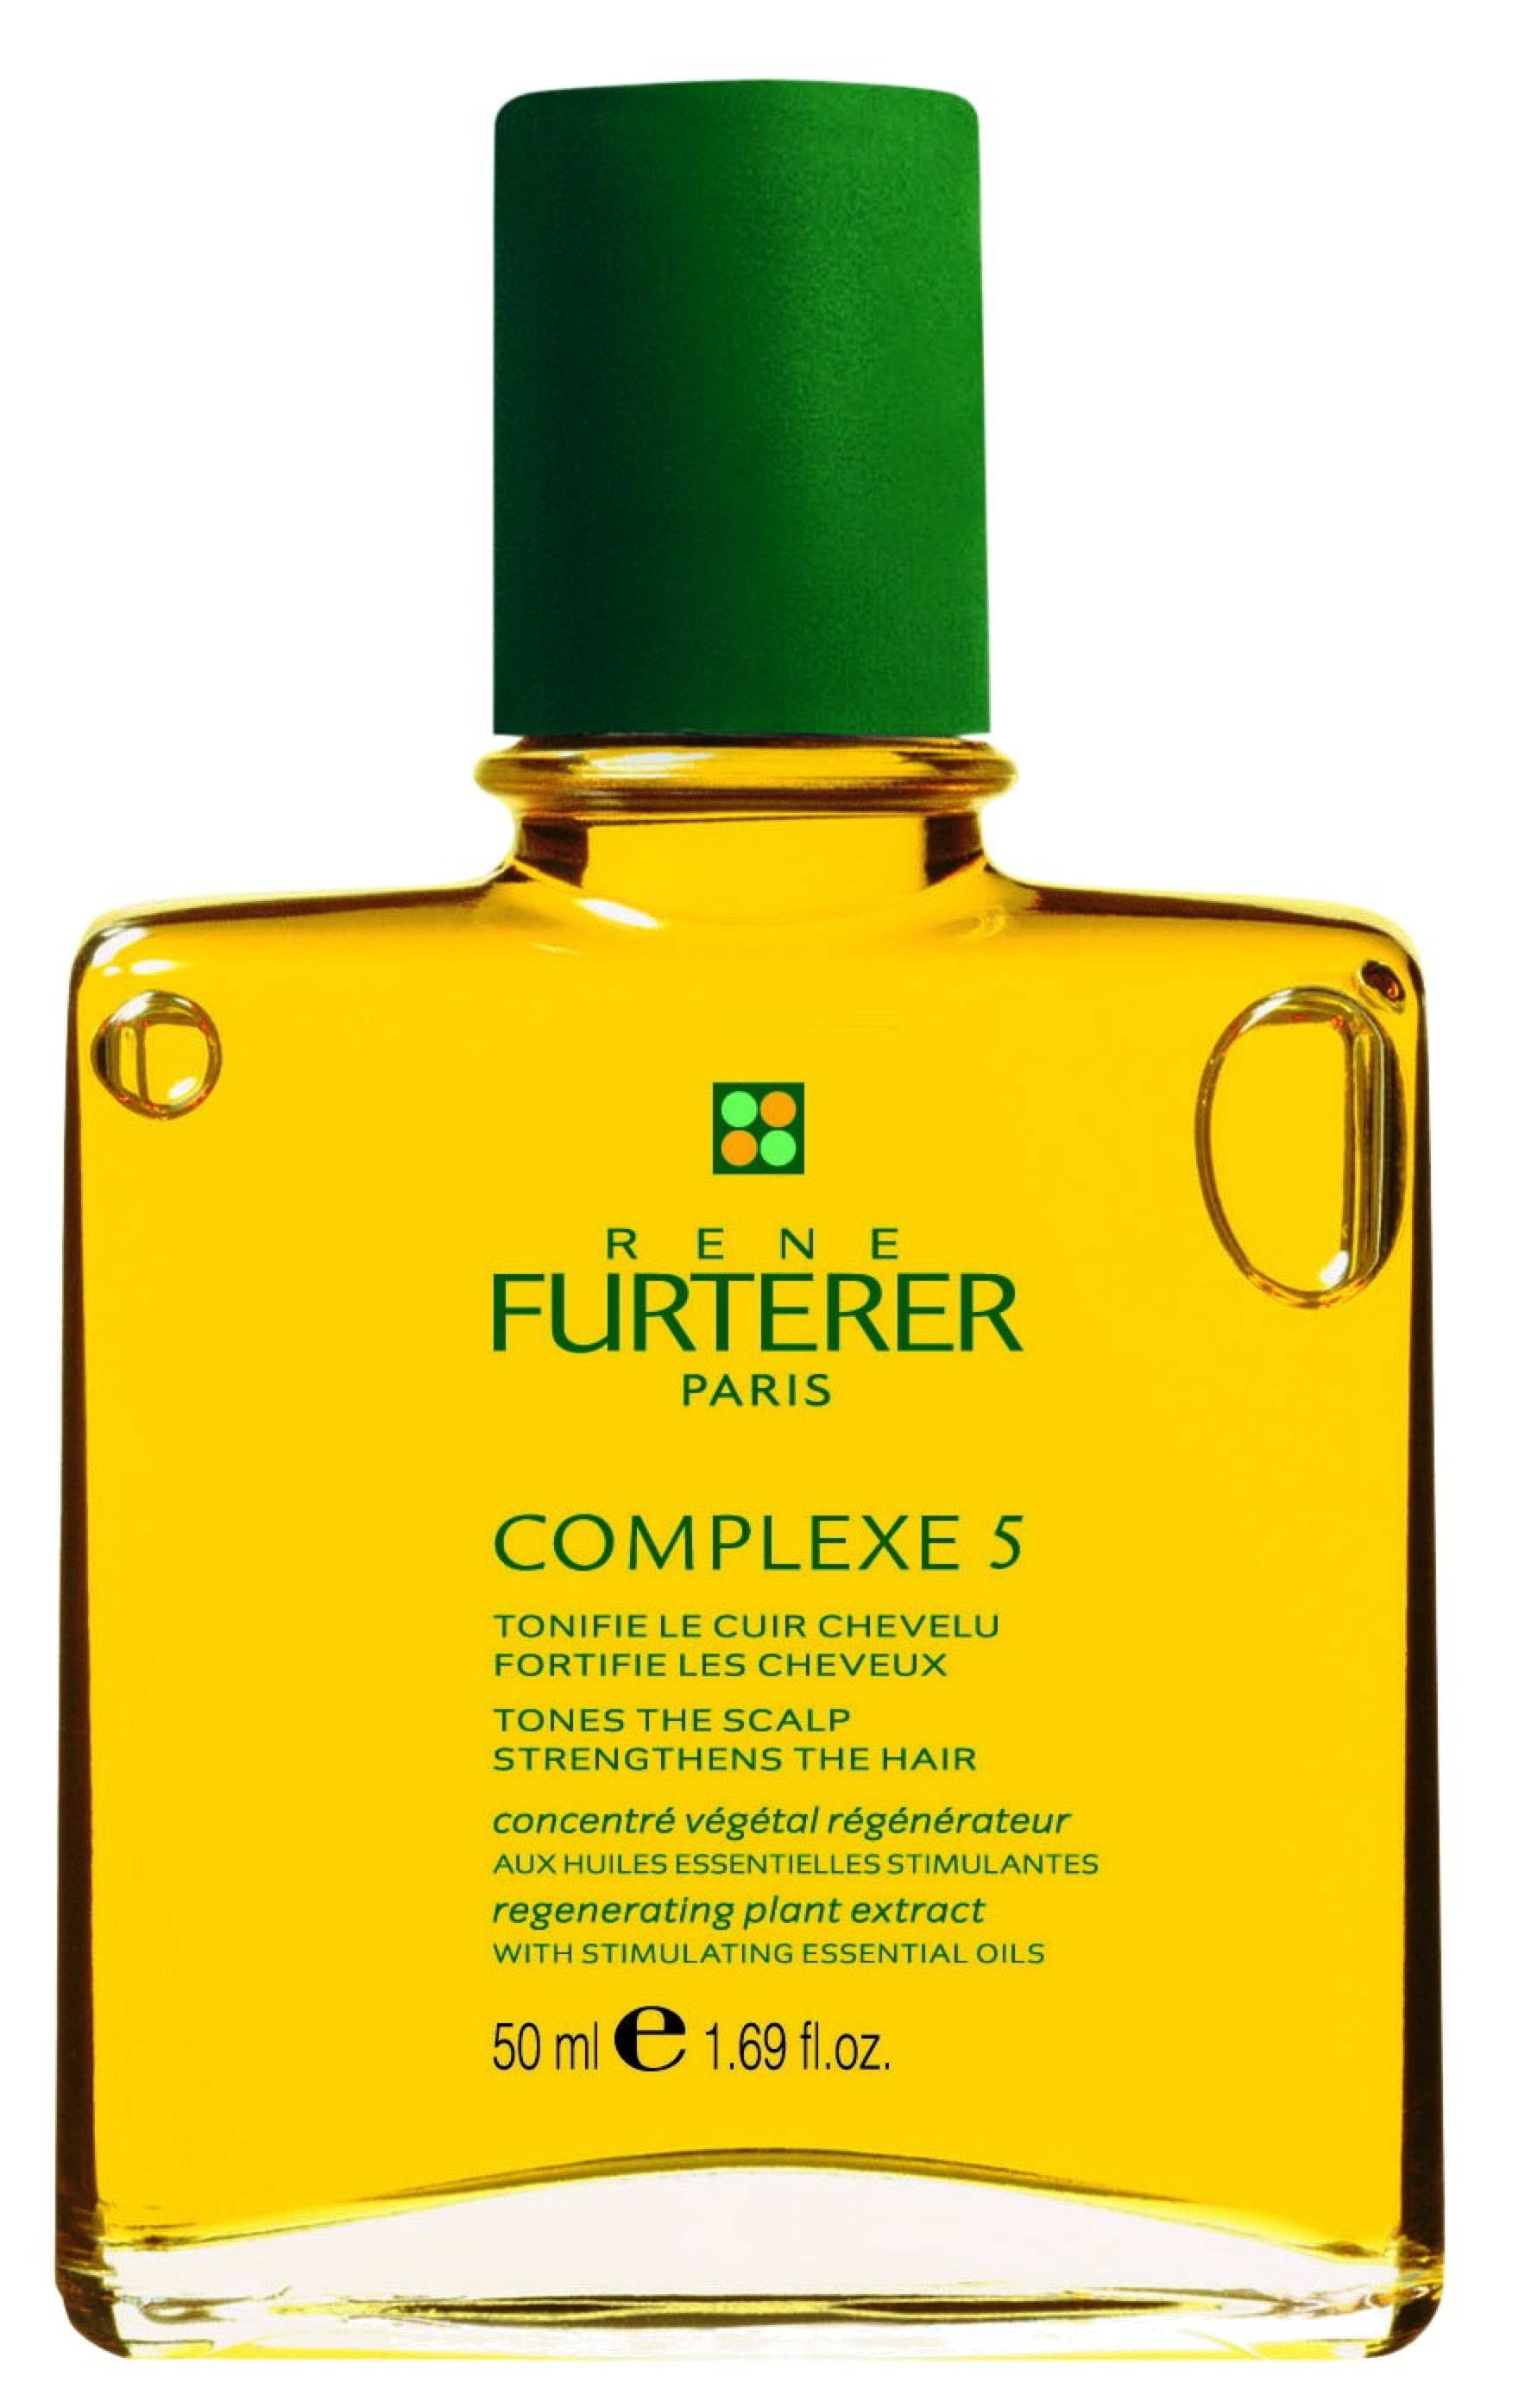 RENE
FURTERER
PARIS
COMPLEXE 5
TONIFIE LE CUIR CHEVELU
FORTIFIE LES CHEVEUX
TONES THE SCALP
STRENGTHENS THE HAIR
concentré végétal régénérateur
AUX HUILES ESSENTIELLES STIMULANTES
regenerating plant extract
WITH STIMULATING ESSENTIAL OILS
50 ml e 1.69 fl.oz.